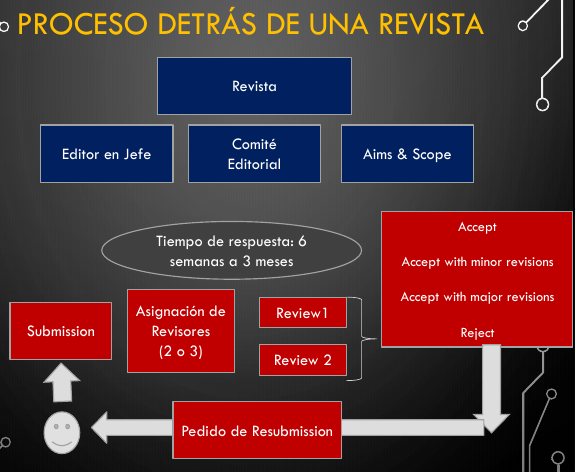 PROCESO DETRÁS DE UNA REVISTA
Revista
Editor en Jefe
Comité
Editorial
Aims & Scope
Tiempo de respuesta: 6
semanas a 3 meses
Accept
Accept with minor revisions
Accept with major revisions
Reject
Submission
Asignación de
Revisores
(2 o 3)
Review1
Review 2
Pedido de Resubmission